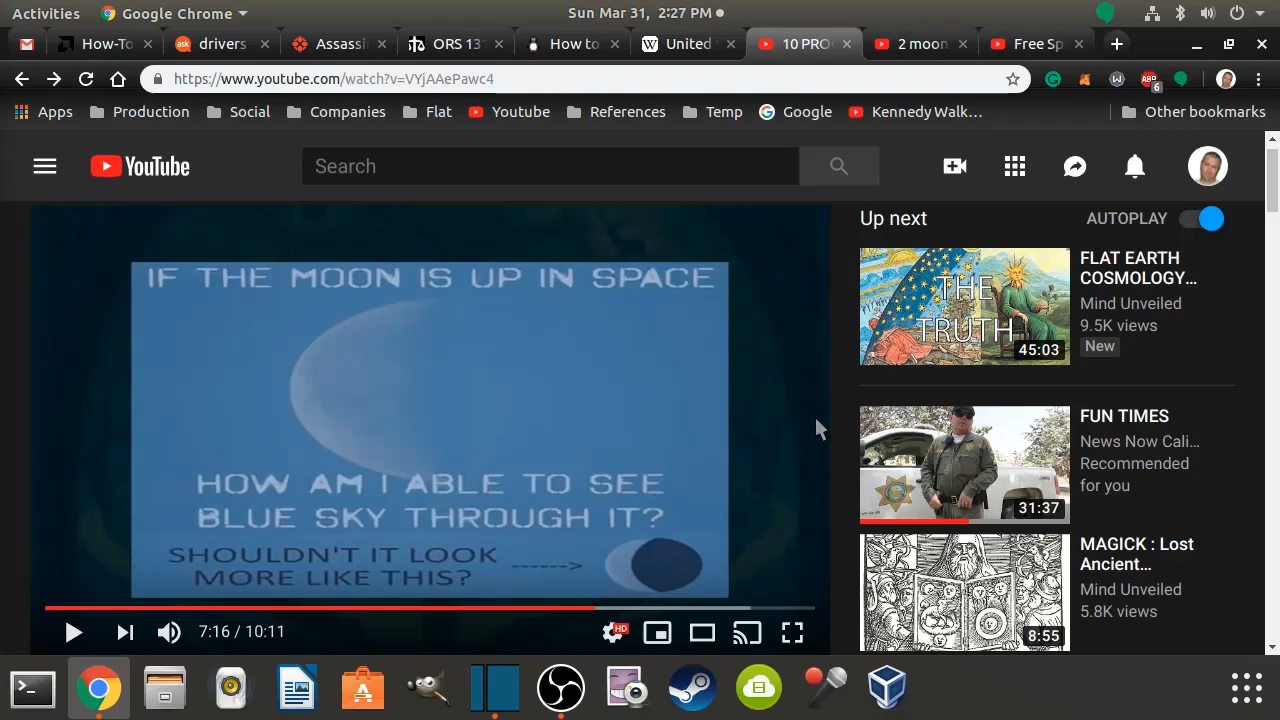 Activities Google Chrome Sun Mar 31, 2:27 PM
How-To drivers Assassi ORS 13 How to United 10 PRO 2 moon Free Sp
https://www.youtube.com/watch?v=VYjAAePawc4 ABP 6
Apps Production Social Companies Flat Youtube References Temp Google Kennedy Walk… Other bookmarks
YouTube Search
Up next AUTOPLAY
IF THE MOON IS UP IN SPACE
HOW AM I ABLE TO SEE
BLUE SKY THROUGH IT?
SHOULDN'T IT LOOK ------>
MORE LIKE THIS?
7:16 / 10:11 HD
THE
TRUTH
45:03
FLAT EARTH
COSMOLOGY…
Mind Unveiled
9.5K views
New
31:37
FUN TIMES
News Now Cali…
Recommended
for you
8:55
MAGICK : Lost
Ancient…
Mind Unveiled
5.8K views